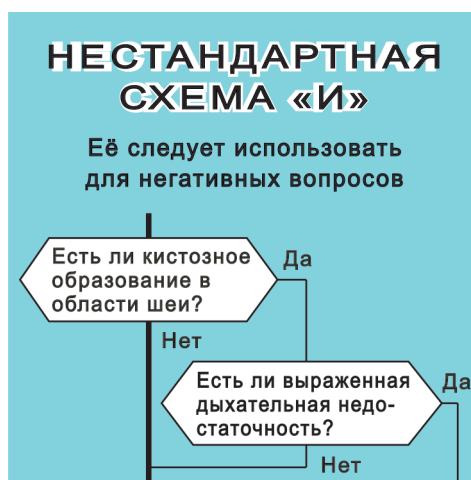 НЕСТАНДАРТНАЯ
СХЕМА «И»
Её следует использовать
для негативных вопросов
Есть ли кистозное
образование в
области шеи?
Да
Нет
Есть ли выраженная
дыхательная недо-
статочность?
Да
Нет